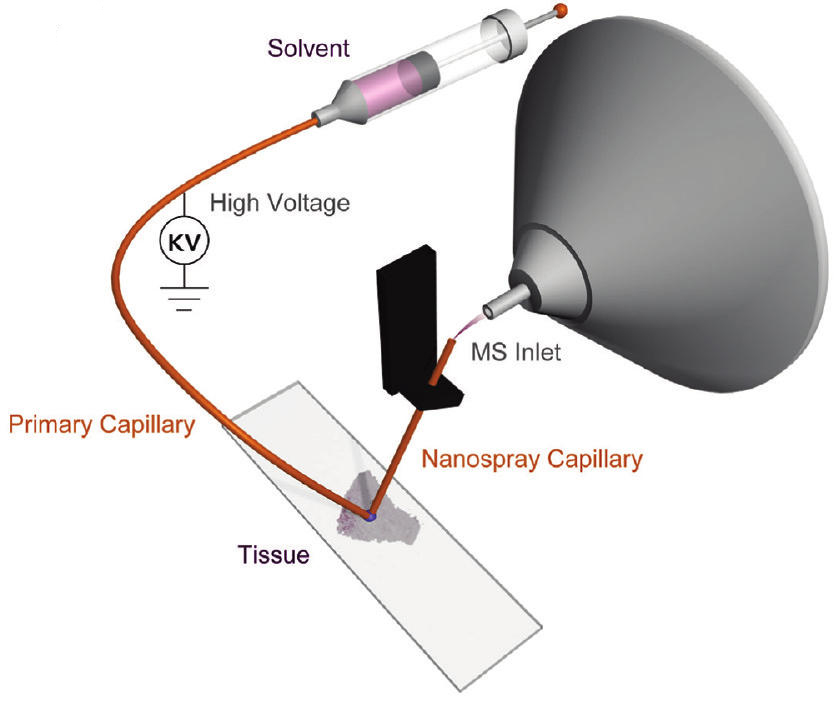 Solvent
High Voltage
KV
MS Inlet
Primary Capillary
Nanospray Capillary
Tissue